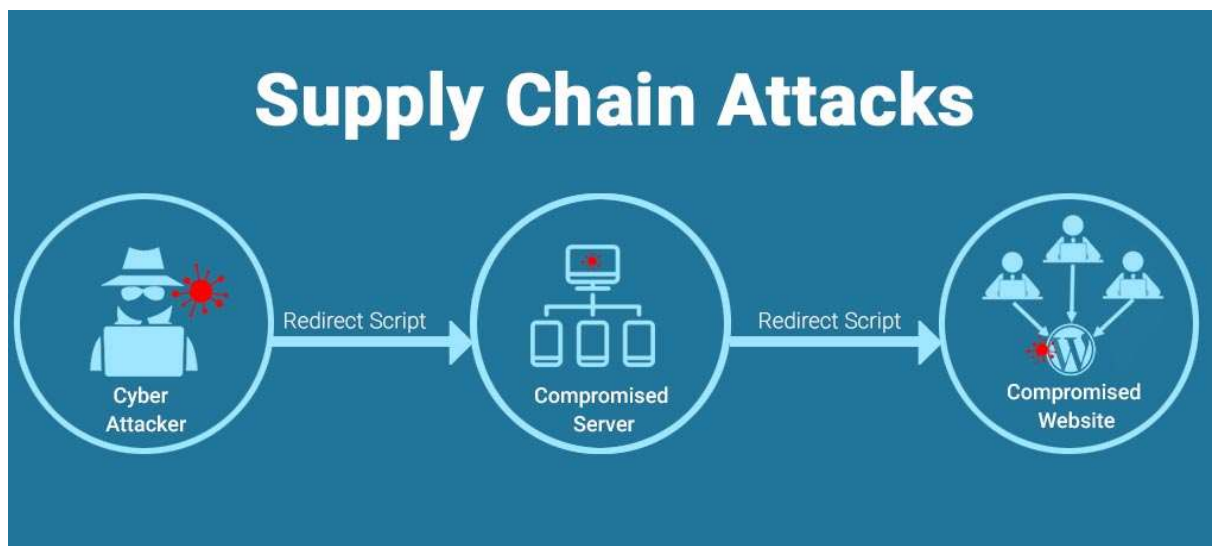 Supply Chain Attacks
Redirect Script
Redirect Script
Cyber
Attacker
Compromised
Server
Compromised
Website